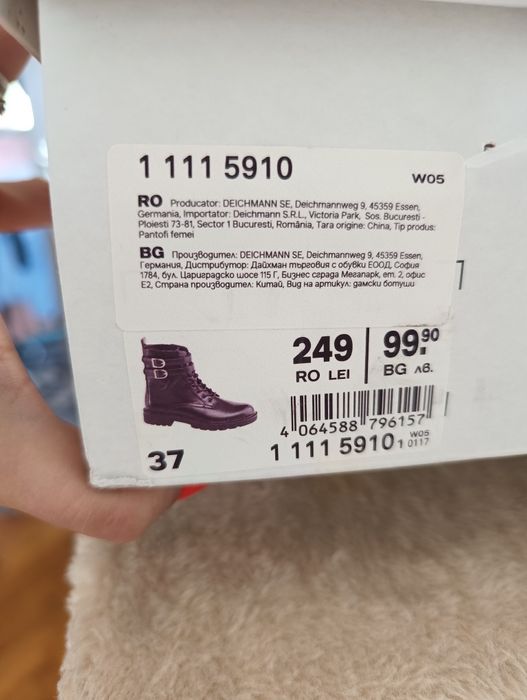 1 111 5910
W05
RO Producator: DEICHMANN SE, Deichmannweg 9, 45359 Essen,
Germania, Importator: Deichmann S.R.L., Victoria Park, Sos. Bucuresti -
Ploiesti 73-81, Sector 1 Bucuresti, România, Tara origine: China, Tip produs:
Pantofi femei
BG Производител: DEICHMANN SE, Deichmannweg 9, 45359 Essen,
Германия, Дистрибутор: Дайхман търговия с обувки ЕООД, София
1784, бул. Цариградско шосе 115 Г, Бизнес сграда Мегапарк, ет. 2, офис
Е2, Страна производител: Китай, Вид на артикул: дамски ботуши
249
RO LEI
99.90
BG лв.
4 064588 796157
W05
1 111 5910 1 0117
37